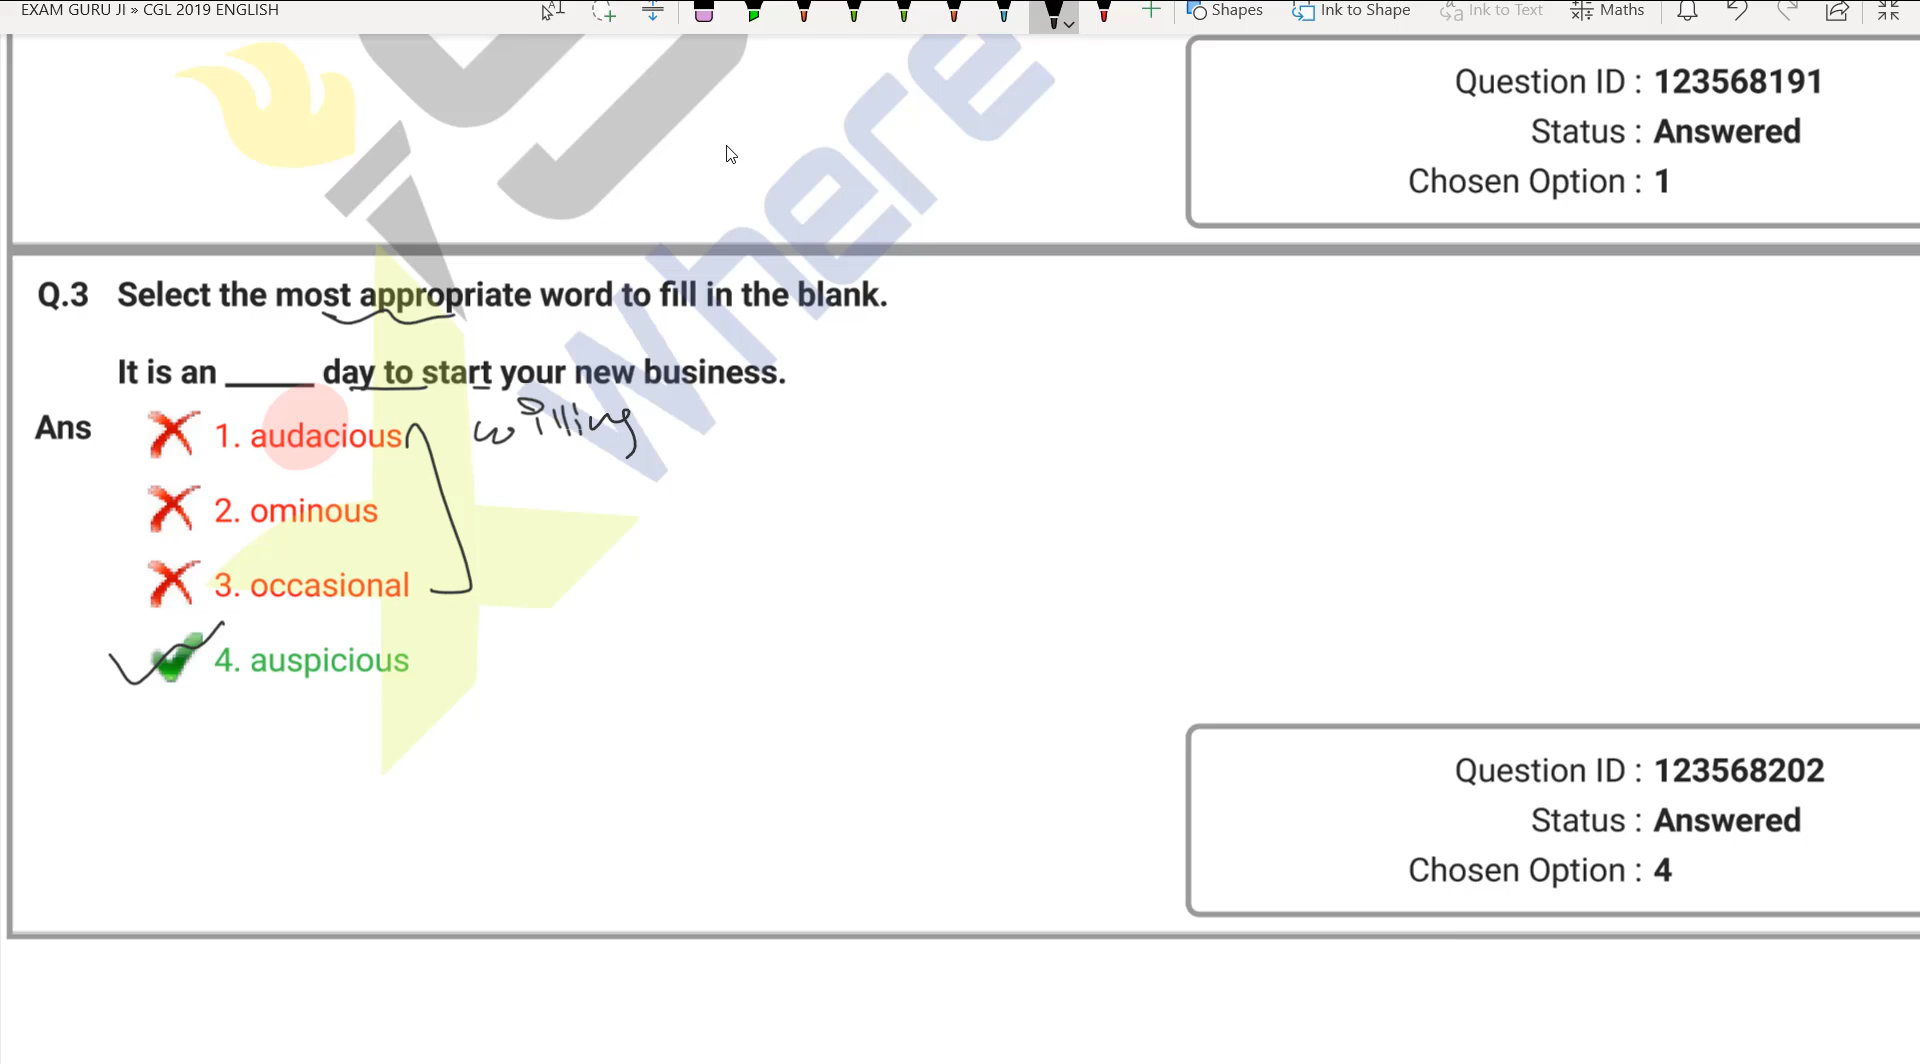 EXAM GURU JI » CGL 2019 ENGLISH
Shapes
Ink to Shape
Ink to Text
Maths
Question ID : 123568191
Status : Answered
Chosen Option : 1
Where
Q.3 Select the most appropriate word to fill in the blank.
It is an _____ day to start your new business.
Ans
1. audacious
willing
2. ominous
3. occasional
4. auspicious
Question ID : 123568202
Status : Answered
Chosen Option : 4